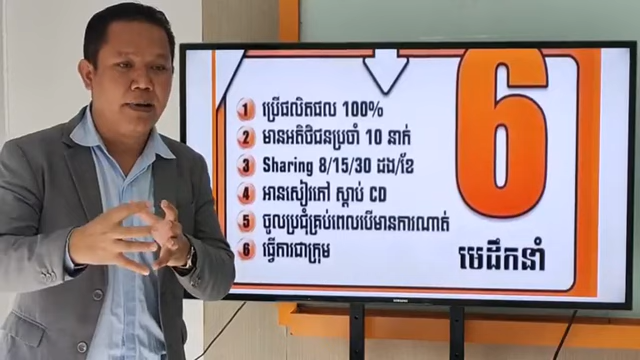 1 ប្រើផលិតផល 100%
2 មានអតិថិជនប្រចាំ 10 នាក់
3 Sharing 8/15/30 ដង/ខែ
4 អានសៀវភៅ ស្តាប់ CD
5 ចូលប្រជុំគ្រប់ពេលបើមានការណាត់
6 ធ្វើការជាក្រុម
6
មេដឹកនាំ
SAMSUNG